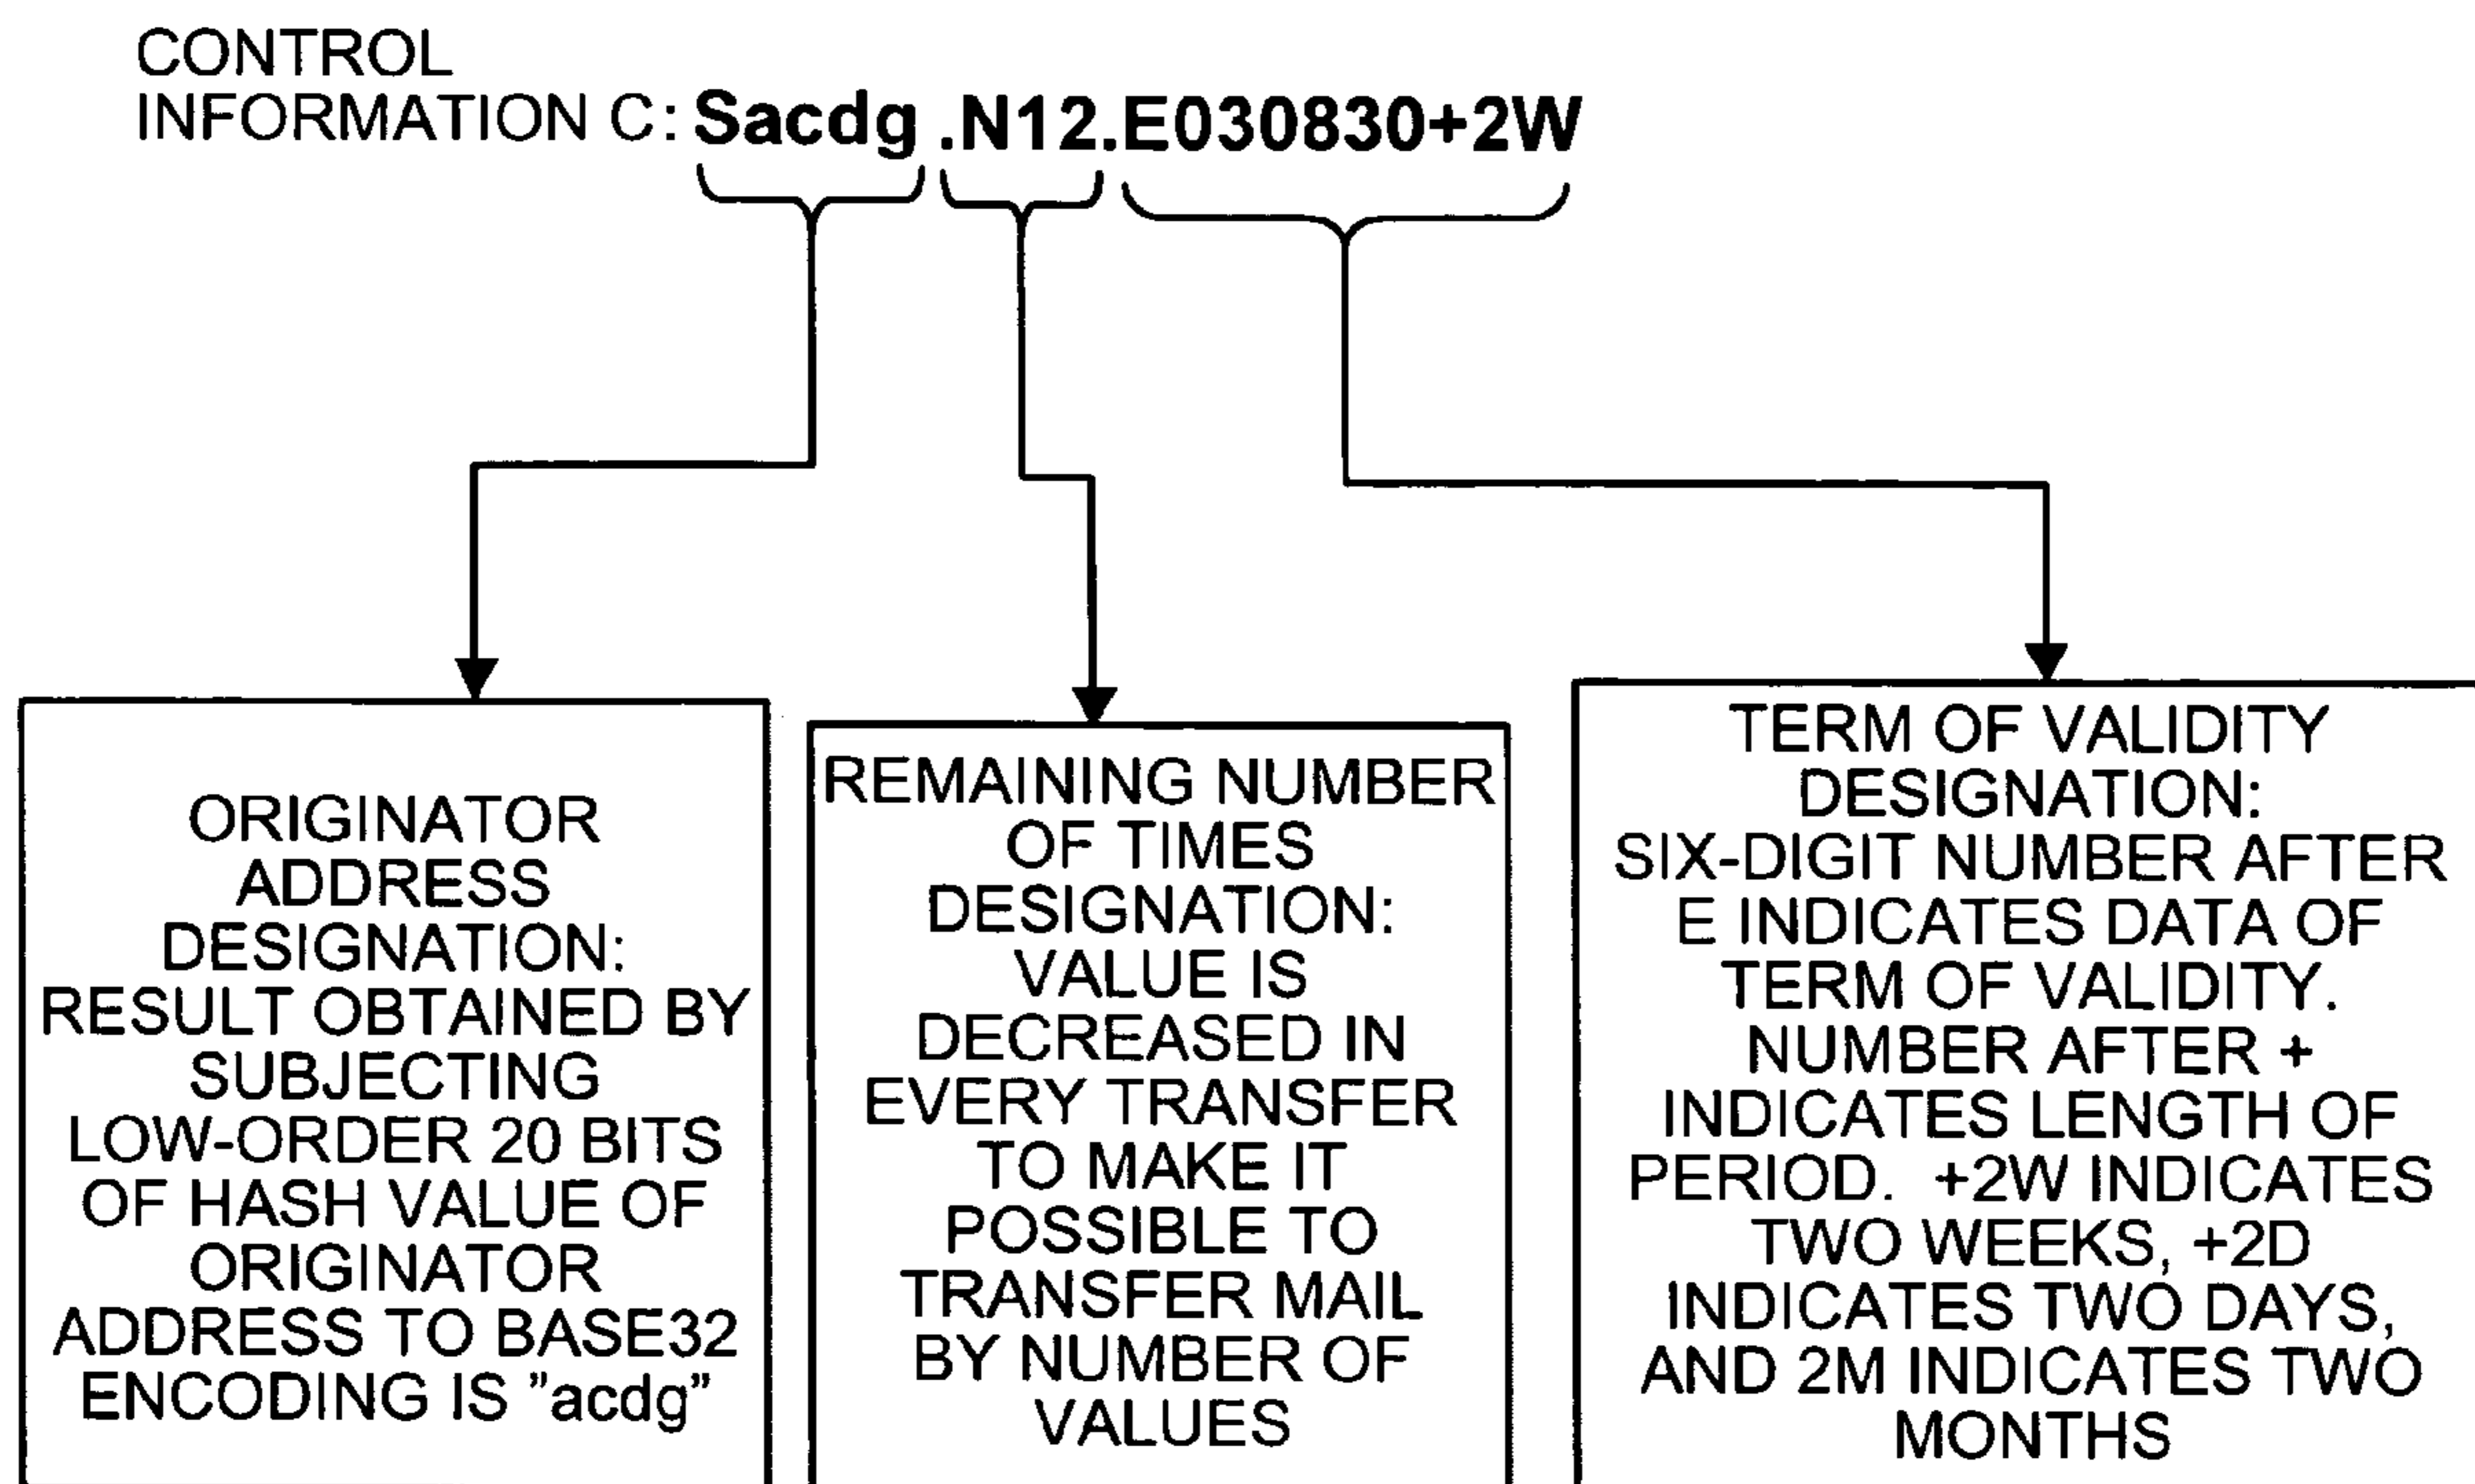 CONTROL
INFORMATION C: Sacdg .N12.E030830+2W
ORIGINATOR
ADDRESS
DESIGNATION:
RESULT OBTAINED BY
SUBJECTING
LOW-ORDER 20 BITS
OF HASH VALUE OF
ORIGINATOR
ADDRESS TO BASE32
ENCODING IS "acdg"
REMAINING NUMBER
OF TIMES
DESIGNATION:
VALUE IS
DECREASED IN
EVERY TRANSFER
TO MAKE IT
POSSIBLE TO
TRANSFER MAIL
BY NUMBER OF
VALUES
TERM OF VALIDITY
DESIGNATION:
SIX-DIGIT NUMBER AFTER
E INDICATES DATA OF
TERM OF VALIDITY.
NUMBER AFTER +
INDICATES LENGTH OF
PERIOD. +2W INDICATES
TWO WEEKS, +2D
INDICATES TWO DAYS,
AND 2M INDICATES TWO
MONTHS